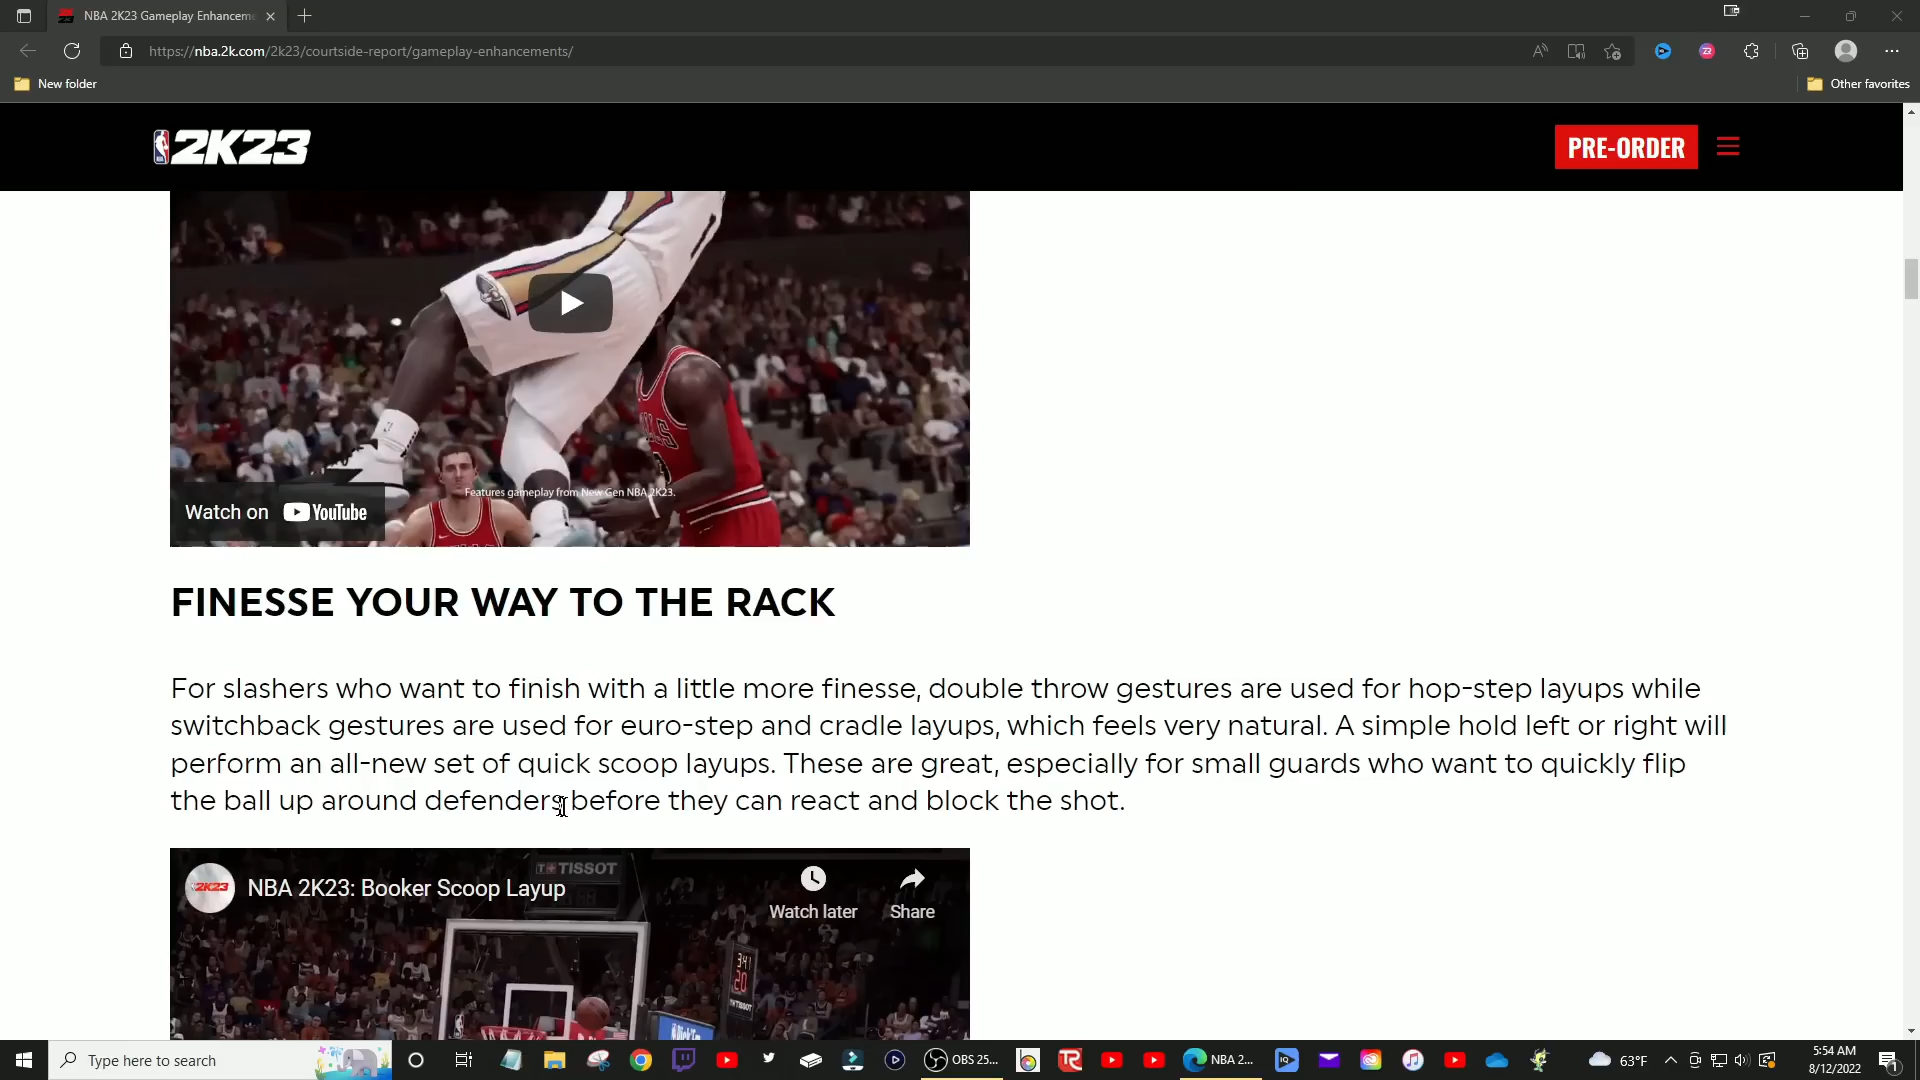 NBA 2K23 Gameplay Enhancem
https://nba.2k.com/2k23/courtside-report/gameplay-enhancements/
New folder
Other favorites
2K23
PRE-ORDER
Features gameplay from New Gen NBA 2K23.
Watch on YouTube
FINESSE YOUR WAY TO THE RACK
For slashers who want to finish with a little more finesse, double throw gestures are used for hop-step layups while
switchback gestures are used for euro-step and cradle layups, which feels very natural. A simple hold left or right will
perform an all-new set of quick scoop layups. These are great, especially for small guards who want to quickly flip
the ball up around defenders before they can react and block the shot.
T+TISSOT
2K23
NBA 2K23: Booker Scoop Layup
Watch later
Share
341
20
TISSOT
Type here to search
OBS 25...
NBA 2...
63°F
5:54 AM
8/12/2022
1